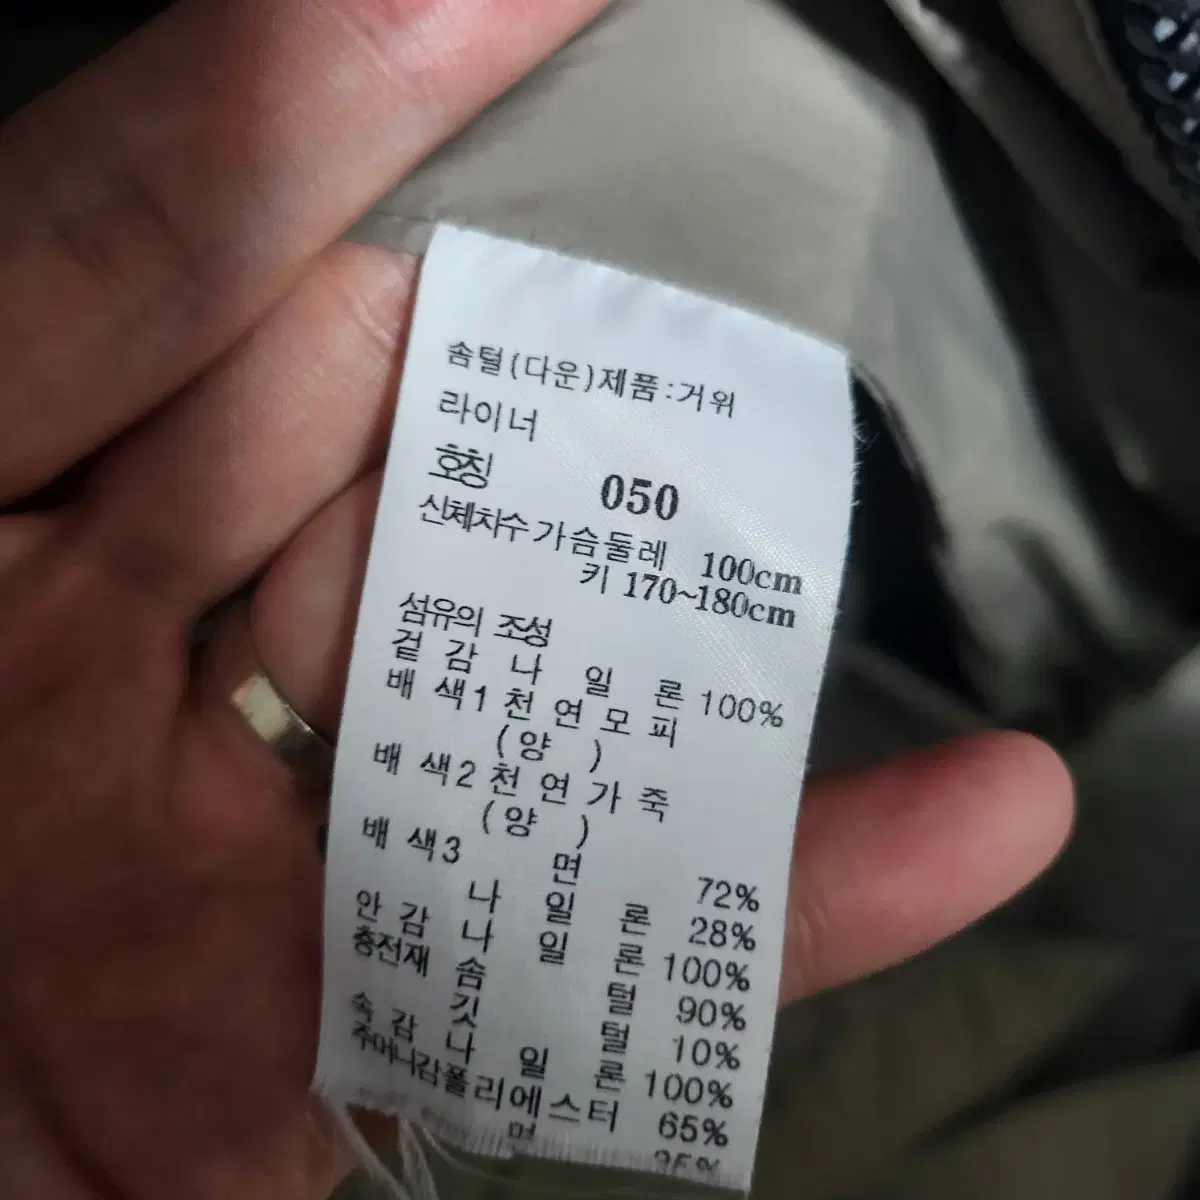 솜털(다운)제품:거위
라이너
호칭 050
신체치수 가슴둘레 100cm
키 170~180cm
섬유의 조성
겉 감 나 일 론 100%
배 색1 천 연 모 피
(양 )
배 색2 천 연 가 죽
(양 )
배 색3 면 72%
나 일 론 28%
안 감 나 일 론 100%
충전재 솜 털 90%
깃 털 10%
속 감 나 일 론 100%
주머니감폴리에스터 65%
면 35%